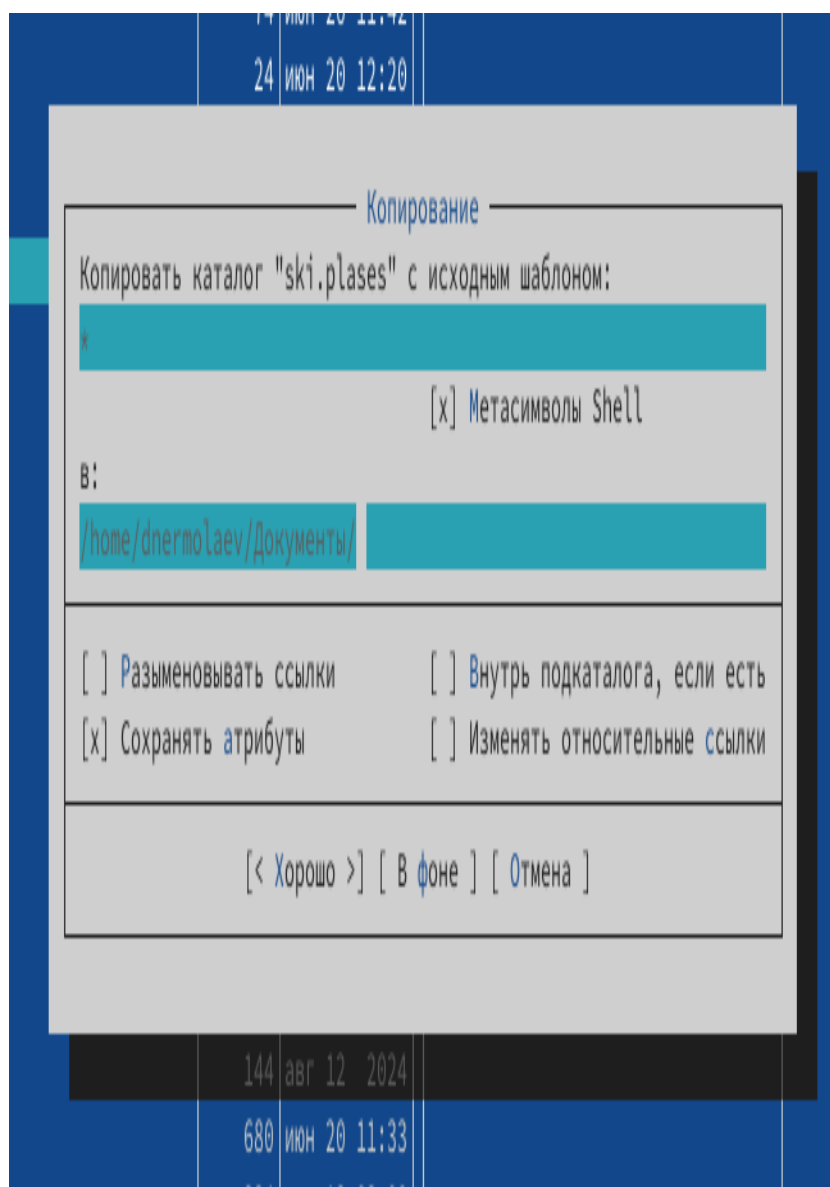 14 июн 20 11:42
24 июн 20 12:20
Копирование
Копировать каталог "ski.plases" с исходным шаблоном:
*
[x] Метасимволы Shell
в:
/home/dnermolaev/Документы/
[ ] Разыменовывать ссылки [ ] Внутрь подкаталога, если есть
[x] Сохранять атрибуты [ ] Изменять относительные ссылки
[< Хорошо >] [ В фоне ] [ Отмена ]
144 авг 12 2024
680 июн 20 11:33